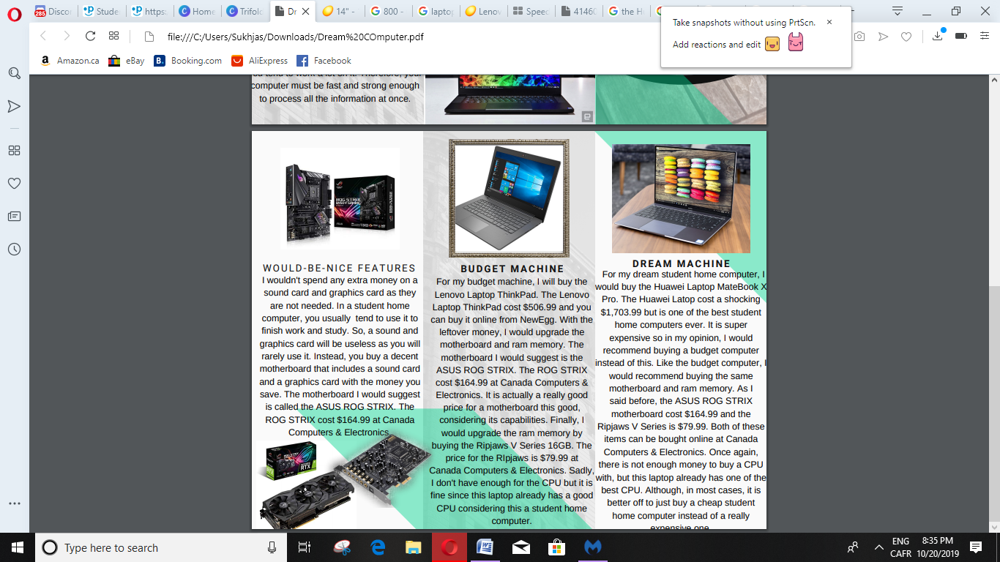 285 Disco
Stude
https:
Home
Trifol
Dr
14" -
800 -
laptop
Lenov
Speec
41460
the H
Take snapshots without using PrtScn.
Add reactions and edit
file:///C:/Users/Sukhjas/Downloads/Dream%20COmputer.pdf
Amazon.ca
eBay
Booking.com
AliExpress
Facebook
computer must be fast and strong enough
to process all the information at once.
ROG STRIX
WOULD-BE-NICE FEATURES
I wouldn't spend any extra money on a
sound card and graphics card as they
are not needed. In a student home
computer, you usually tend to use it to
finish work and study. So, a sound and
graphics card will be useless as you will
rarely use it. Instead, you buy a decent
motherboard that includes a sound card
and a graphics card with the money you
save. The motherboard I would suggest
is called the ASUS ROG STRIX. The
ROG STRIX cost $164.99 at Canada
Computers & Electronics.
BUDGET MACHINE
For my budget machine, I will buy the
Lenovo Laptop ThinkPad. The Lenovo
Laptop ThinkPad cost $506.99 and you
can buy it online from NewEgg. With the
leftover money, I would upgrade the
motherboard and ram memory. The
motherboard I would suggest is the
ASUS ROG STRIX. The ROG STRIX
cost $164.99 at Canada Computers &
Electronics. It is actually a really good
price for a motherboard this good,
considering its capabilities. Finally, I
would upgrade the ram memory by
buying the Ripjaws V Series 16GB. The
price for the RIpjaws is $79.99 at
Canada Computers & Electronics. Sadly,
I don't have enough for the CPU but it is
fine since this laptop already has a good
CPU considering this a student home
computer.
DREAM MACHINE
For my dream student home computer, I
would buy the Huawei Laptop MateBook X
Pro. The Huawei Latop cost a shocking
$1,703.99 but is one of the best student
home computers ever. It is super
expensive so in my opinion, I would
recommend buying a budget computer
instead of this. Like the budget computer, I
would recommend buying the same
motherboard and ram memory. As I
said before, the ASUS ROG STRIX
motherboard cost $164.99 and the
Ripjaws V Series is $79.99. Both of these
items can be bought online at Canada
Computers & Electronics. Once again,
there is not enough money to buy a CPU
with, but this laptop already has one of the
best CPU. Although, in most cases, it is
better off to just buy a cheap student
home computer instead of a really
expensive one
Type here to search
ENG
CAFR
8:35 PM
10/20/2019